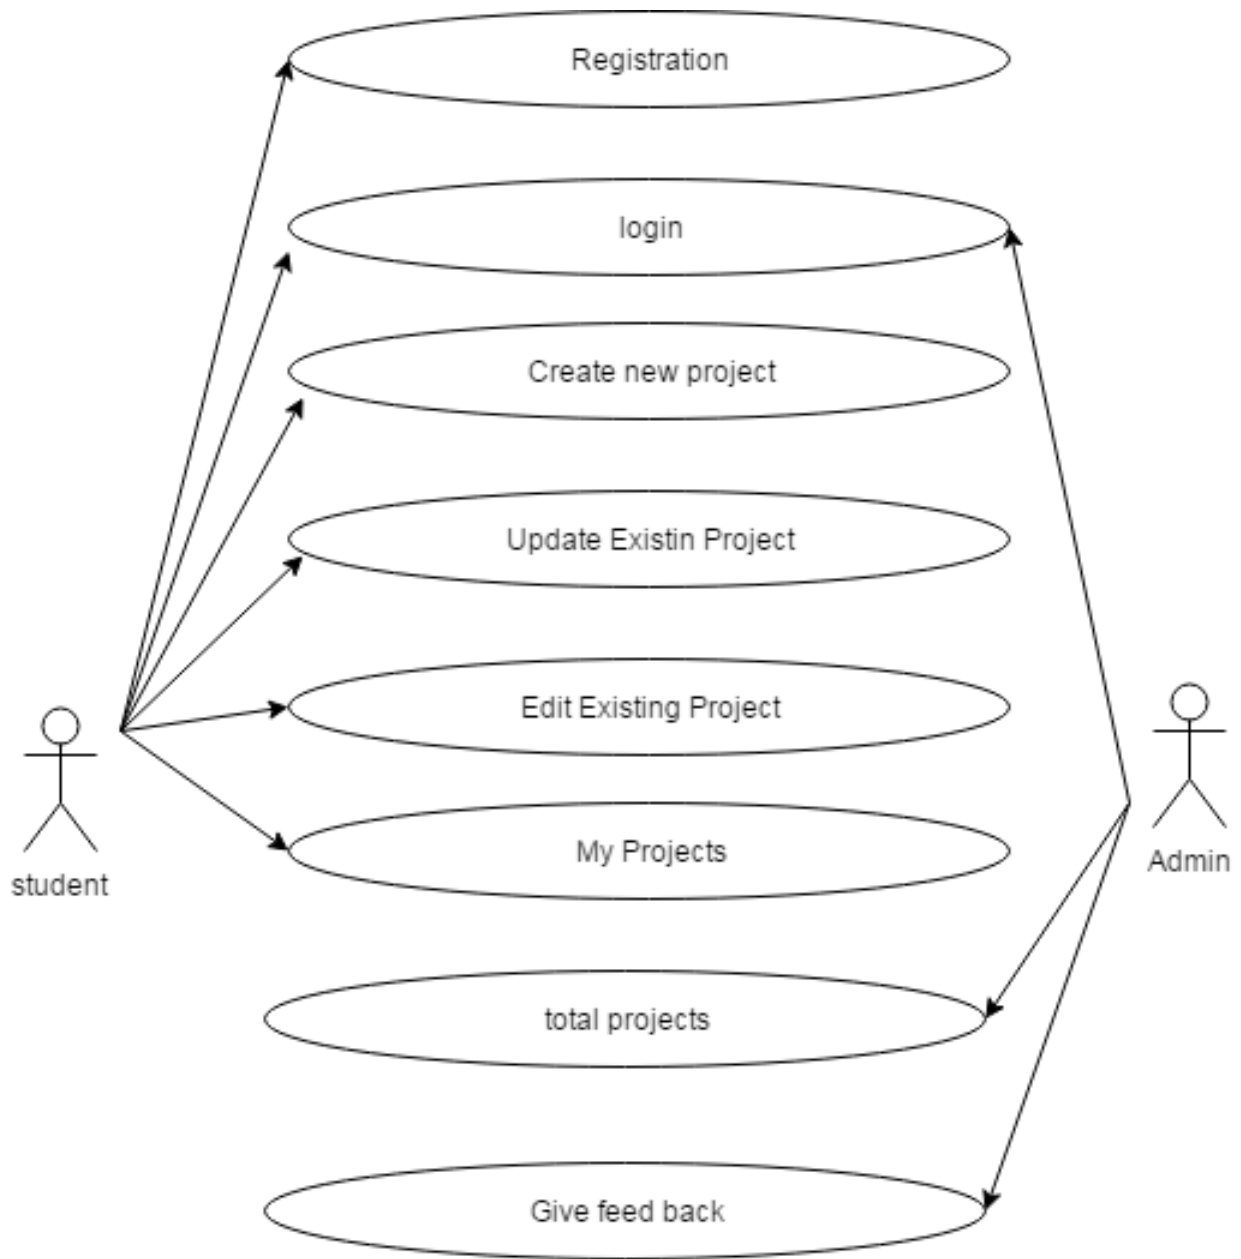 Registration
login
Create new project
Update Existin Project
Edit Existing Project
My Projects
student
Admin
total projects
Give feed back